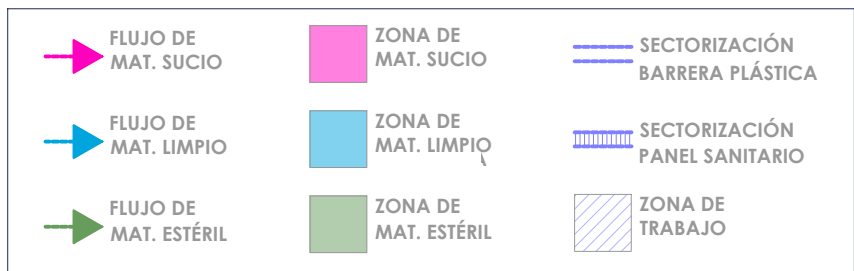 FLUJO DE
MAT. SUCIO
ZONA DE
MAT. SUCIO
SECTORIZACIÓN
BARRERA PLÁSTICA
FLUJO DE
MAT. LIMPIO
ZONA DE
MAT. LIMPIO
SECTORIZACIÓN
PANEL SANITARIO
FLUJO DE
MAT. ESTÉRIL
ZONA DE
MAT. ESTÉRIL
ZONA DE
TRABAJO